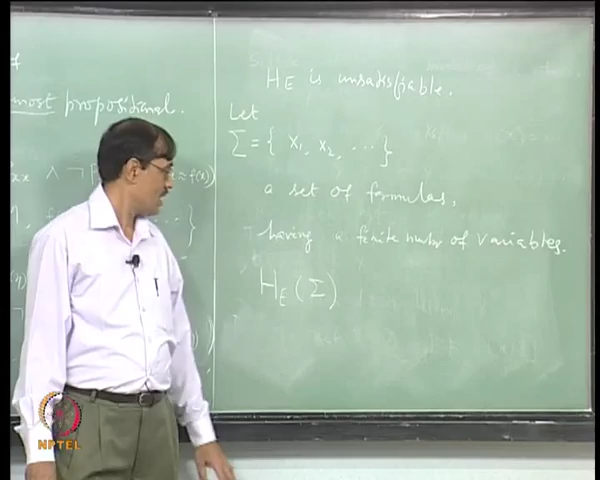 most propositional.
H_E is unsatisfiable.
Let
Σ = { X₁, X₂, ... }
a set of formulas,
having a finite number of variables.
H_E (Σ)
NPTEL